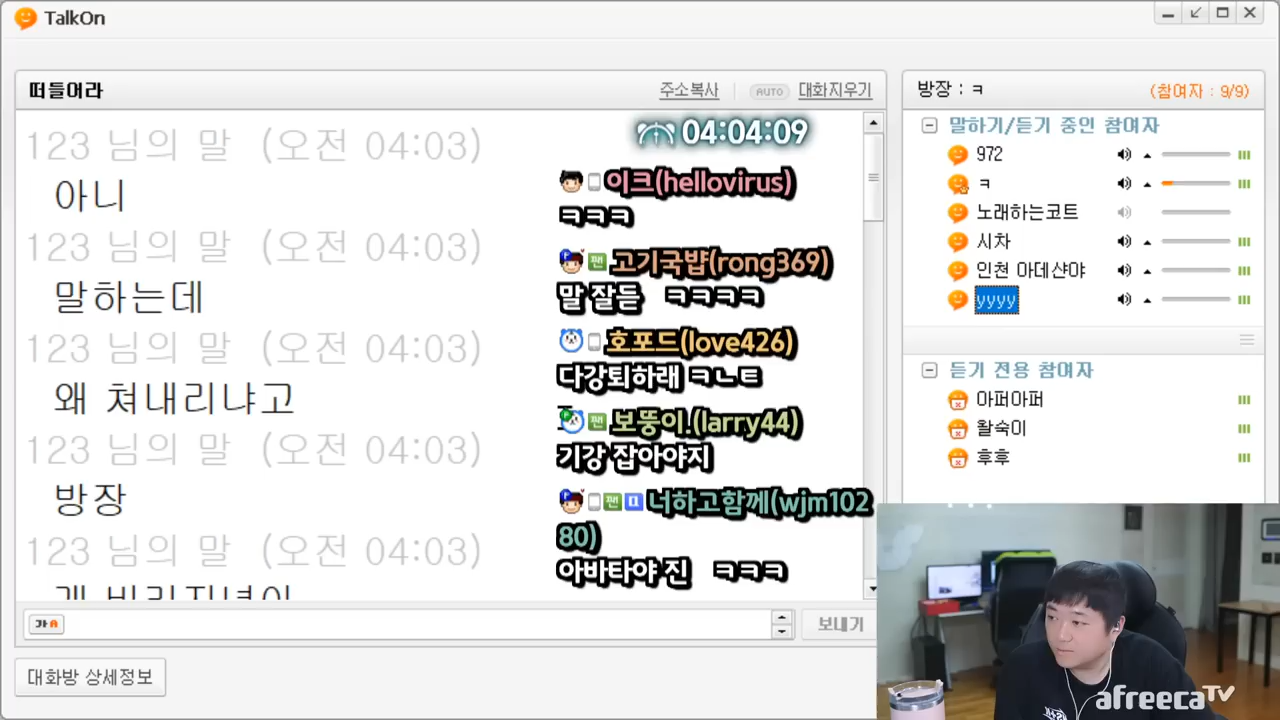 TalkOn
떠들어라
주소복사
AUTO
대화지우기
123 님의 말 (오전 04:03)
아니
123 님의 말 (오전 04:03)
말하는데
123 님의 말 (오전 04:03)
왜 쳐내리냐고
123 님의 말 (오전 04:03)
방장
123 님의 말 (오전 04:03)
04:04:09
이크(hellovirus)
ㅋㅋㅋ
고기국뱝(rong369)
말 잘듣 ㅋㅋㅋㅋ
호포드(love426)
다강퇴하래 ㅋㄴㅌ
보뚱이.(larry44)
기강 잡아야지
너하고함께(wjm102
80)
아바타야 진 ㅋㅋㅋ
가A
보내기
대화방 상세정보
방장 : ㅋ
(참여자 : 9/9)
말하기/듣기 중인 참여자
972
ㅋ
노래하는코트
시차
인천 아데샨야
yyyy
듣기 전용 참여자
아퍼아퍼
좔숙이
후후
afreecaTV